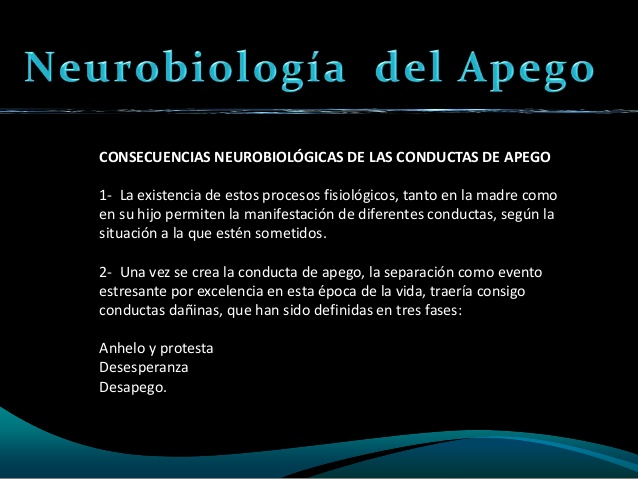 Neurobiología del Apego
CONSECUENCIAS NEUROBIOLÓGICAS DE LAS CONDUCTAS DE APEGO
1- La existencia de estos procesos fisiológicos, tanto en la madre como
en su hijo permiten la manifestación de diferentes conductas, según la
situación a la que estén sometidos.
2- Una vez se crea la conducta de apego, la separación como evento
estresante por excelencia en esta época de la vida, traería consigo
conductas dañinas, que han sido definidas en tres fases:
Anhelo y protesta
Desesperanza
Desapego.